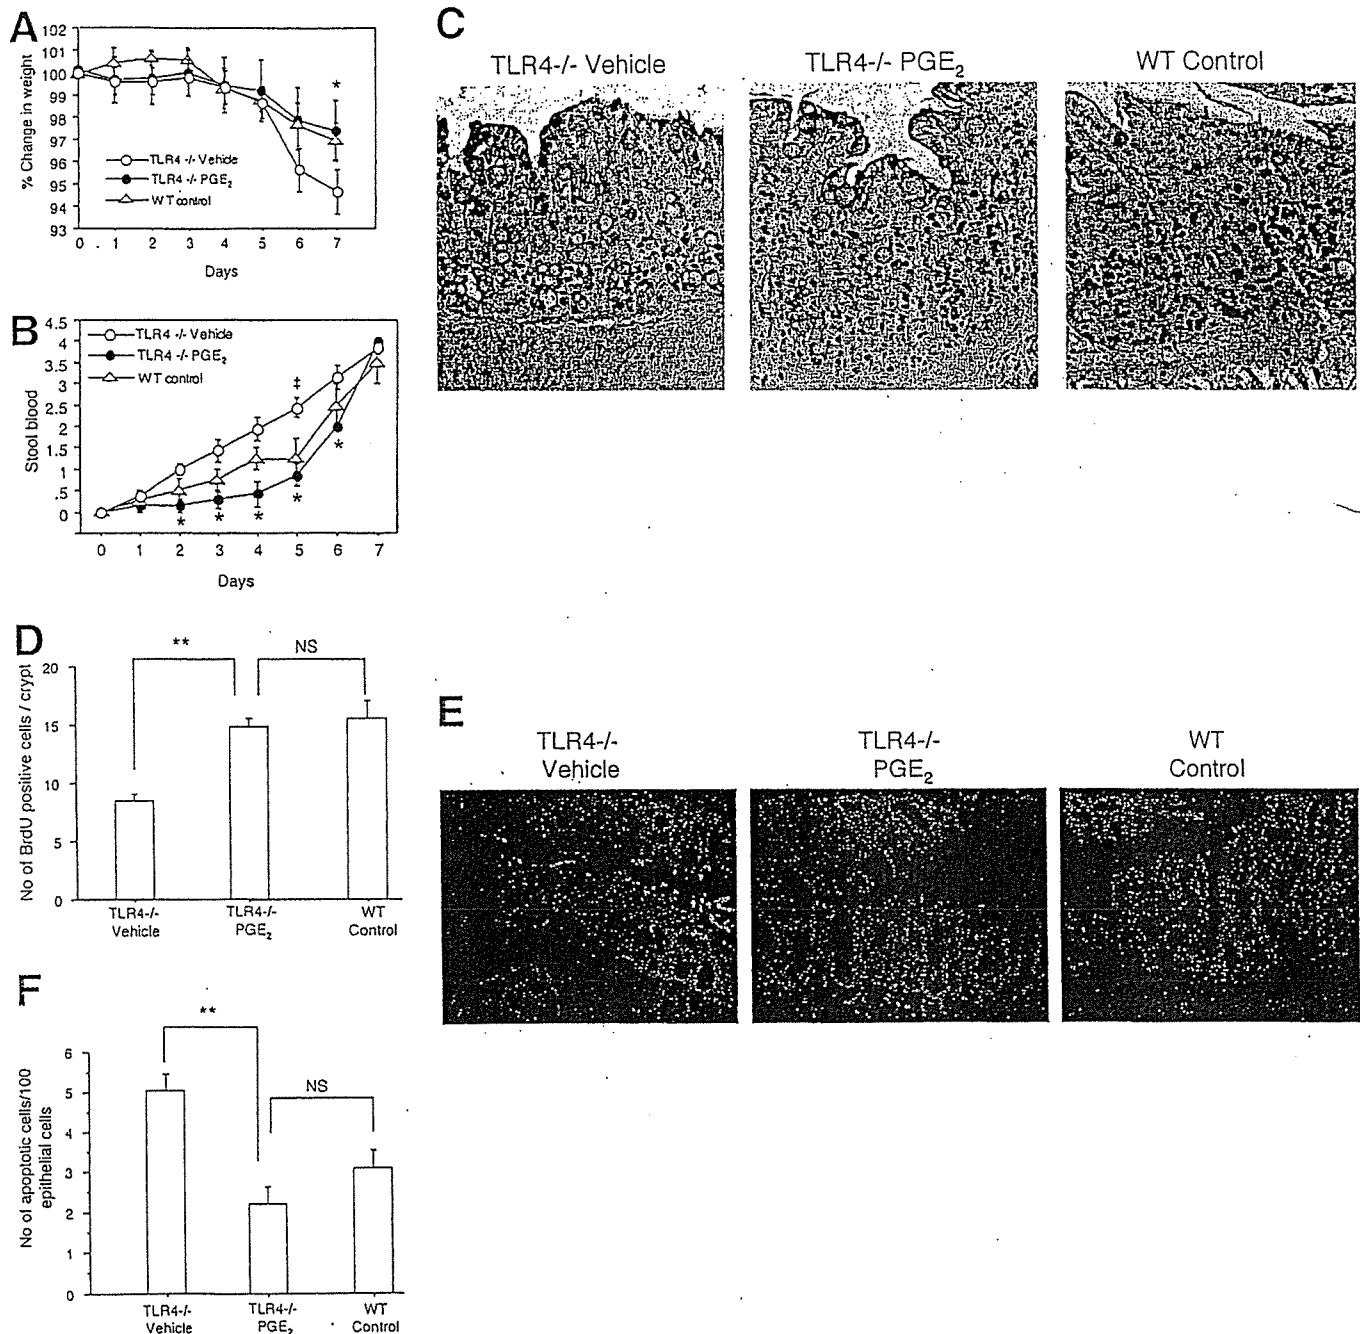 A
102
101
100
99
98
97
96
95
94
93
% Change in weight
*
TLR4 -/- Vehicle
TLR4 -/- PGE2
WT control
0 1 2 3 4 5 6 7
Days
B
4.5
4
3.5
3
2.5
2
1.5
1
.5
0
Stool blood
TLR4 -/- Vehicle
TLR4 -/- PGE2
WT control
‡
* * * * *
0 1 2 3 4 5 6 7
Days
C
TLR4-/- Vehicle
TLR4-/- PGE2
WT Control
D
** NS
20
15
10
5
0
No of BrdU positive cells / crypt
TLR4-/-
Vehicle
TLR4-/-
PGE2
WT
Control
E
TLR4-/-
Vehicle
TLR4-/-
PGE2
WT
Control
F
**
NS
6
5
4
3
2
1
0
No of apoptotic cells/100
epithelial cells
TLR4-/-
Vehicle
TLR4-/-
PGE2
WT
Control